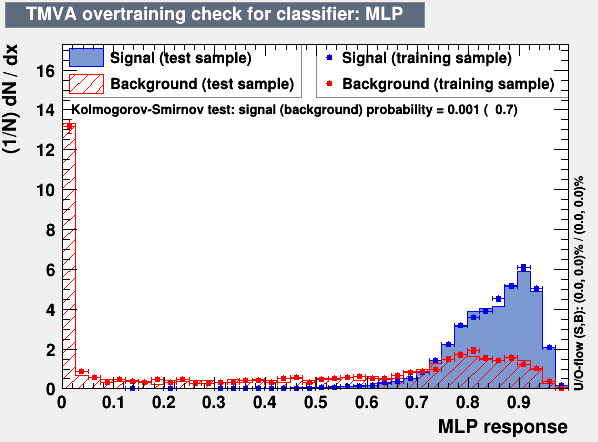 TMVA overtraining check for classifier: MLP
Signal (test sample)
Background (test sample)
Signal (training sample)
Background (training sample)
Kolmogorov-Smirnov test: signal (background) probability = 0.001 ( 0.7)
(1/N) dN / dx
16
14
12
10
8
6
4
2
0
0 0.1 0.2 0.3 0.4 0.5 0.6 0.7 0.8 0.9
MLP response
U/O-flow (S,B): (0.0, 0.0)% / (0.0, 0.0)%